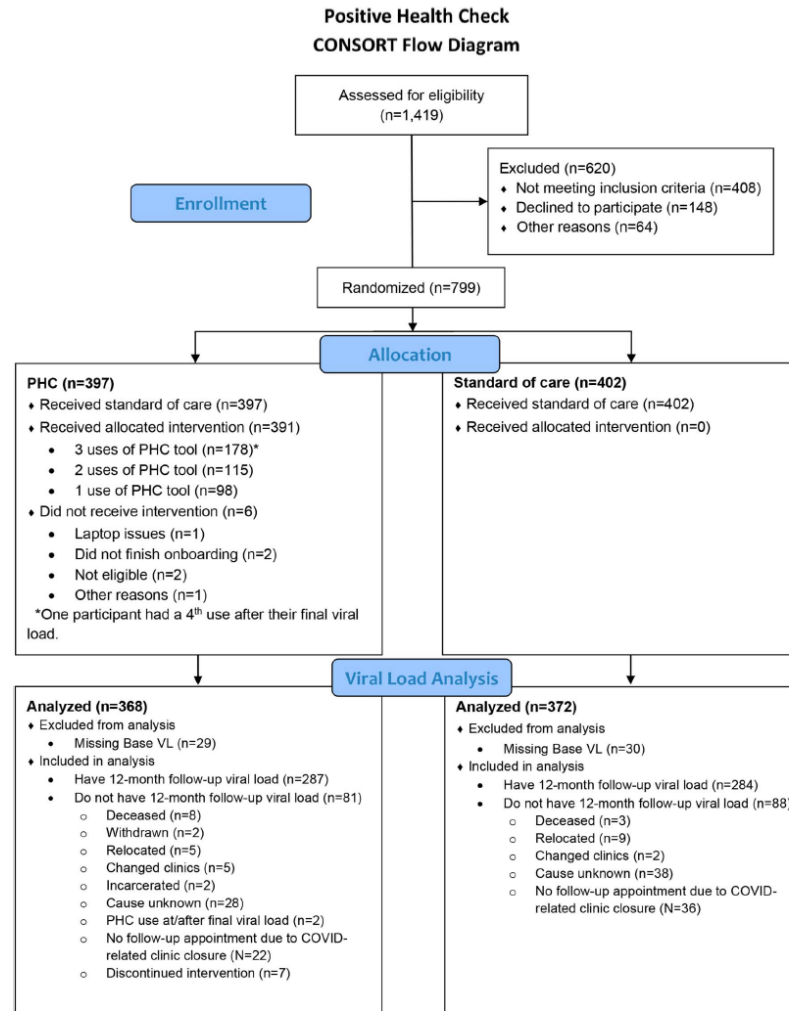 Positive Health Check
CONSORT Flow Diagram
Assessed for eligibility
(n=1,419)
Excluded (n=620)
♦ Not meeting inclusion criteria (n=408)
♦ Declined to participate (n=148)
♦ Other reasons (n=64)
Enrollment
Randomized (n=799)
Allocation
PHC (n=397)
♦ Received standard of care (n=397)
♦ Received allocated intervention (n=391)
• 3 uses of PHC tool (n=178)*
• 2 uses of PHC tool (n=115)
• 1 use of PHC tool (n=98)
♦ Did not receive intervention (n=6)
• Laptop issues (n=1)
• Did not finish onboarding (n=2)
• Not eligible (n=2)
• Other reasons (n=1)
*One participant had a 4th use after their final viral
load.
Standard of care (n=402)
♦ Received standard of care (n=402)
♦ Received allocated intervention (n=0)
Viral Load Analysis
Analyzed (n=368)
♦ Excluded from analysis
• Missing Base VL (n=29)
♦ Included in analysis
• Have 12-month follow-up viral load (n=287)
• Do not have 12-month follow-up viral load (n=81)
o Deceased (n=8)
o Withdrawn (n=2)
o Relocated (n=5)
o Changed clinics (n=5)
o Incarcerated (n=2)
o Cause unknown (n=28)
o PHC use at/after final viral load (n=2)
o No follow-up appointment due to COVID-
related clinic closure (N=22)
o Discontinued intervention (n=7)
Analyzed (n=372)
♦ Excluded from analysis
• Missing Base VL (n=30)
♦ Included in analysis
• Have 12-month follow-up viral load (n=284)
• Do not have 12-month follow-up viral load (n=88)
o Deceased (n=3)
o Relocated (n=9)
o Changed clinics (n=2)
o Cause unknown (n=38)
o No follow-up appointment due to COVID-
related clinic closure (N=36)